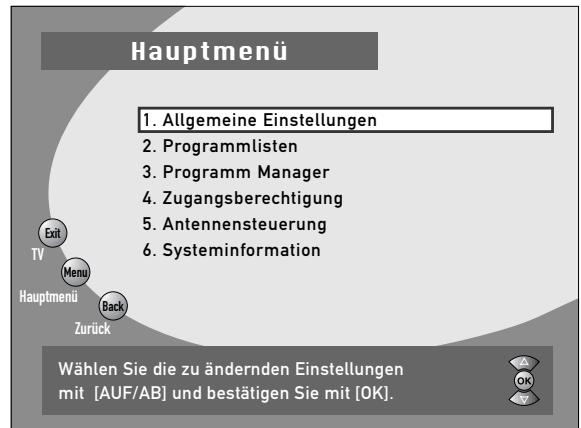 Hauptmenü
1. Allgemeine Einstellungen
2. Programmlisten
3. Programm Manager
4. Zugangsberechtigung
5. Antennensteuerung
6. Systeminformation
Exit
TV
Menu
Hauptmenü
Back
Zurück
Wählen Sie die zu ändernden Einstellungen
mit [AUF/AB] und bestätigen Sie mit [OK].
OK